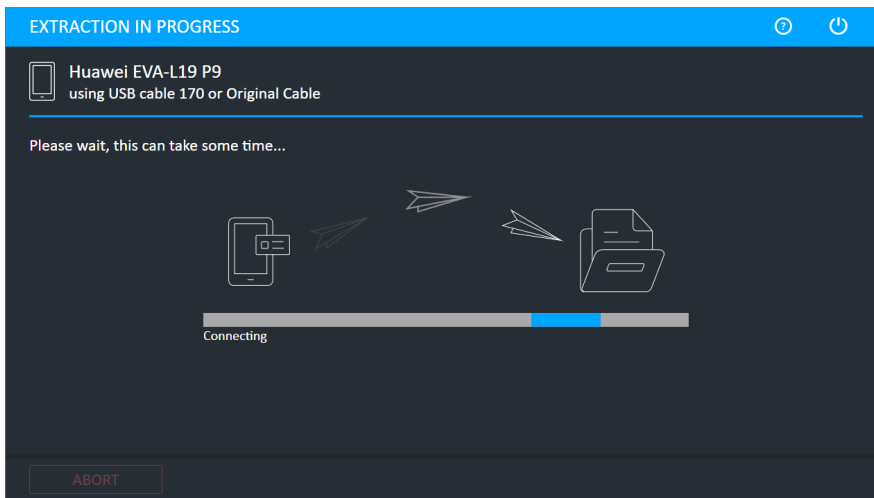 EXTRACTION IN PROGRESS
Huawei EVA-L19 P9
using USB cable 170 or Original Cable
Please wait, this can take some time...
Connecting
ABORT